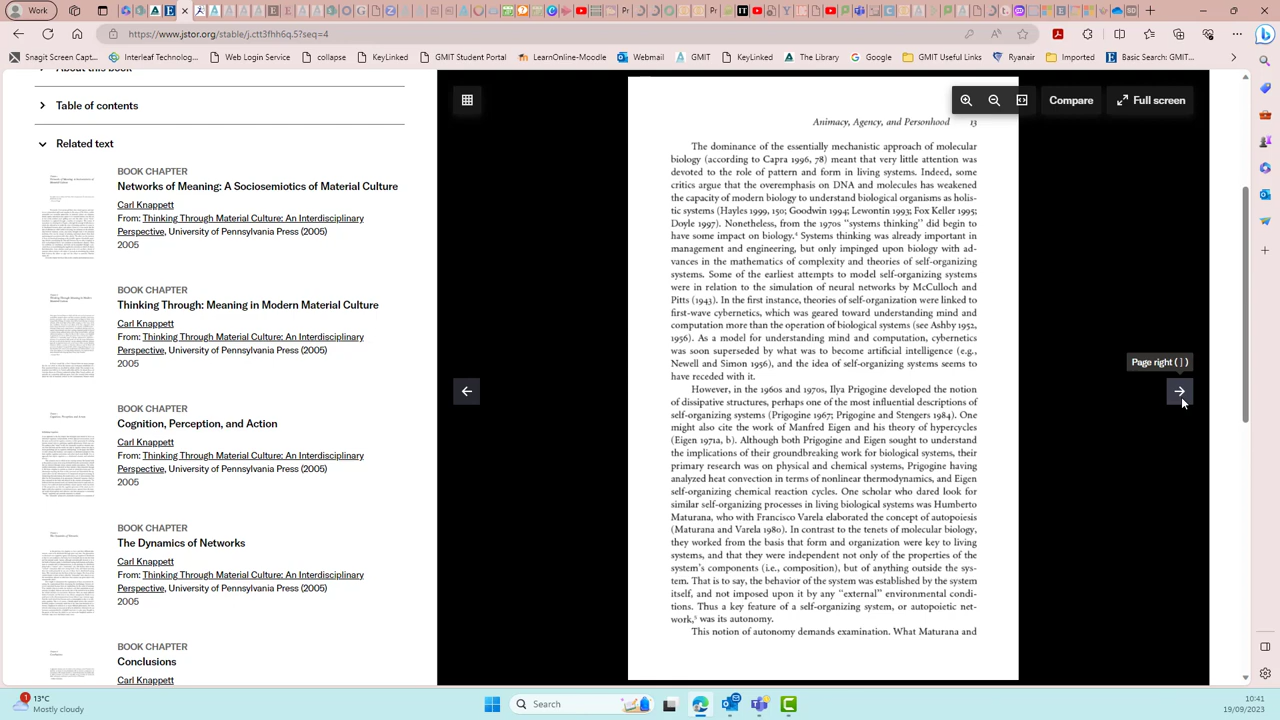 Work
https://www.jstor.org/stable/j.ctt3fhh6q.5?seq=4
Snagit Screen Cap... Interleaf Technolog... Web Login Service collapse KeyLinks GMIT Student Portal LearnOnline-Moodle Webmail GMIT KeyLinks The Library Google GMIT Useful Links Ryanair Imported Basic Search: GMIT...
About this book
Table of contents
Related text
BOOK CHAPTER
Networks of Meaning: A Sociosemiotics of Material Culture
Carl Knappett
From: Thinking Through Material Culture: An Interdisciplinary
Perspective, University of Pennsylvania Press (2005)
2005
BOOK CHAPTER
Thinking Through: Meaning in Modern Material Culture
Carl Knappett
From: Thinking Through Material Culture: An Interdisciplinary
Perspective, University of Pennsylvania Press (2005)
2005
BOOK CHAPTER
Cognition, Perception, and Action
Carl Knappett
From: Thinking Through Material Culture: An Interdisciplinary
Perspective, University of Pennsylvania Press (2005)
2005
BOOK CHAPTER
The Dynamics of Networks
Carl Knappett
From: Thinking Through Material Culture: An Interdisciplinary
Perspective, University of Pennsylvania Press (2005)
2005
BOOK CHAPTER
Conclusions
Carl Knappett
Compare
Full screen
Page right ( ] )
Animacy, Agency, and Personhood 13
The dominance of the essentially mechanistic approach of molecular
biology (according to Capra 1996, 78) meant that very little attention was
devoted to the role of pattern and form in living systems. Indeed, some
critics argue that the overemphasis on DNA and molecules has weakened
the capacity of modern biology to understand biological organisms as holis-
tic systems (Haylor 1990; Goodwin 1994; Lewontin 1993; Fox Keller 1995;
Doyle 1997). Nonetheless, from the 1970s "systems thinking" did begin to
have some impact on biology.⁴ Systems thinking was already important in
management and engineering, but only impinged upon biology with ad-
vances in the mathematics of complexity and theories of self-organizing
systems. Some of the earliest attempts to model self-organizing systems
were in relation to the simulation of neural networks by McCulloch and
Pitts (1943). In the first instance, theories of self-organization were linked to
first-wave cybernetics, which was geared toward understanding mind and
computation more than the operation of biological systems (see Ashby 1952,
1956). As a model for understanding mind and computation, cybernetics
was soon superseded by what was to become artificial intelligence (e.g.,
Newell and Simon 1956), and the idea of self-organizing systems seems to
have receded with it.
However, in the 1960s and 1970s, Ilya Prigogine developed the notion
of dissipative structures, perhaps one of the most influential descriptions of
self-organizing systems (Prigogine 1967; Prigogine and Stengers 1984). One
might also cite the work of Manfred Eigen and his theory of hypercycles
(Eigen 1971a, b). Although both Prigogine and Eigen sought to understand
the implications of their groundbreaking work for biological systems, their
primary research was in physical and chemical systems, Prigogine having
analyzed heat convection in terms of nonlinear thermodynamics, and Eigen
self-organizing chemical reaction cycles. One scholar who dared look for
similar self-organizing processes in living biological systems was Humberto
Maturana, who with Francisco Varela elaborated the concept of autopoiesis
(Maturana and Varela 1980). In contrast to the tenets of molecular biology,
they worked from the basis that form and organization were key to living
systems, and that they were independent not only of the properties of the
system's components (i.e., composition), but of anything outside the sys-
tem. That is to say, the behavior of the system was established by the system
itself, and not imposed on it by any "external" environmental condi-
tions. Thus a key feature of a self-organizing system, or autopoietic net-
work,⁵ was its autonomy.
This notion of autonomy demands examination. What Maturana and
13°C
Mostly cloudy
Search
10:41
19/09/2023